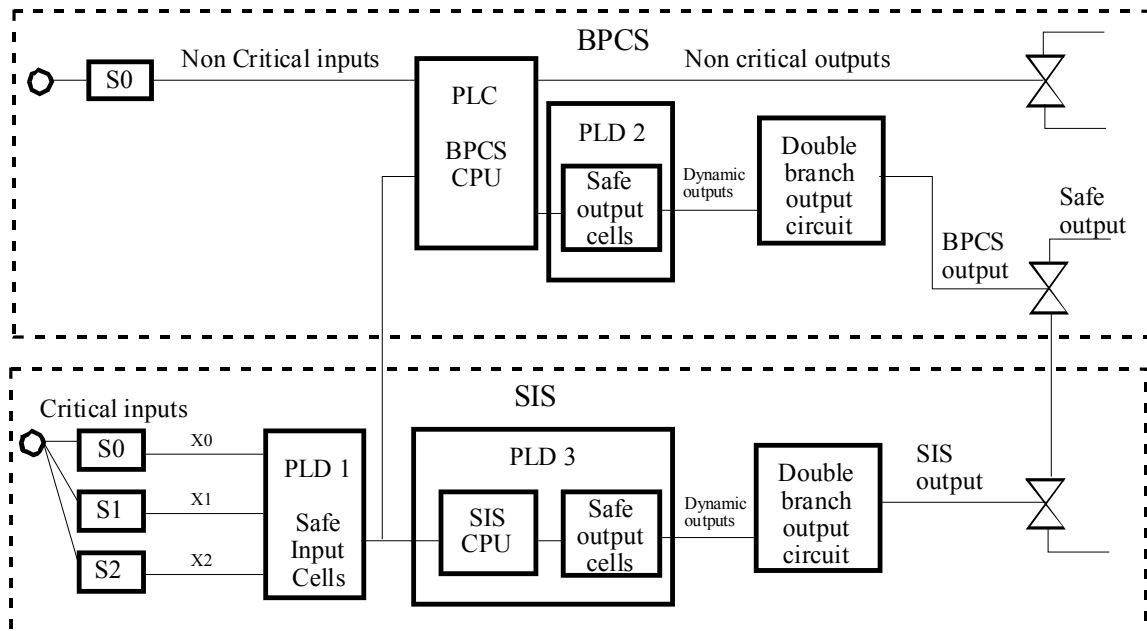 BPCS
S0
Non Critical inputs
PLC
BPCS
CPU
Non critical outputs
PLD 2
Safe
output
cells
Dynamic
outputs
Double
branch
output
circuit
BPCS
output
Safe
output
SIS
Critical inputs
S0
X0
S1
X1
S2
X2
PLD 1
Safe
Input
Cells
PLD 3
SIS
CPU
Safe
output
cells
Dynamic
outputs
Double
branch
output
circuit
SIS
output